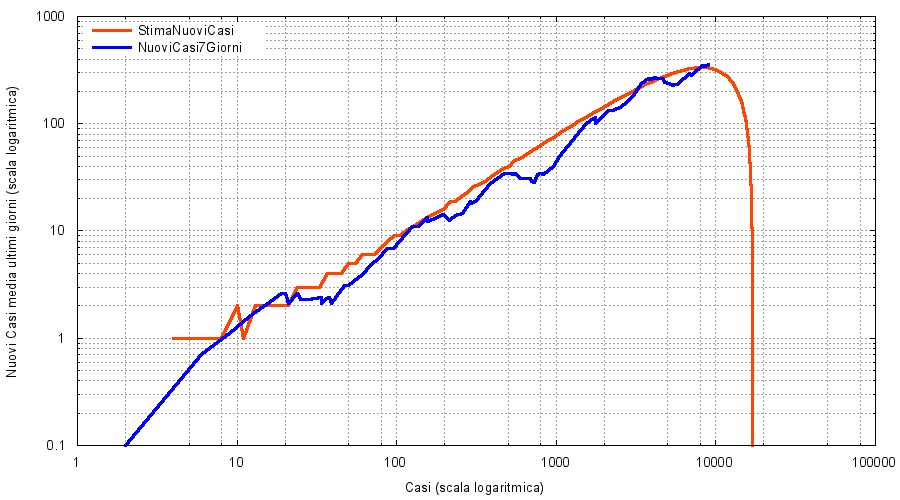 1000
StimaNuoviCasi
NuoviCasi7Giorni
100
10
1
0.1
Nuovi Casi media ultimi giorni (scala logaritmica)
1 10 100 1000 10000 100000
Casi (scala logaritmica)